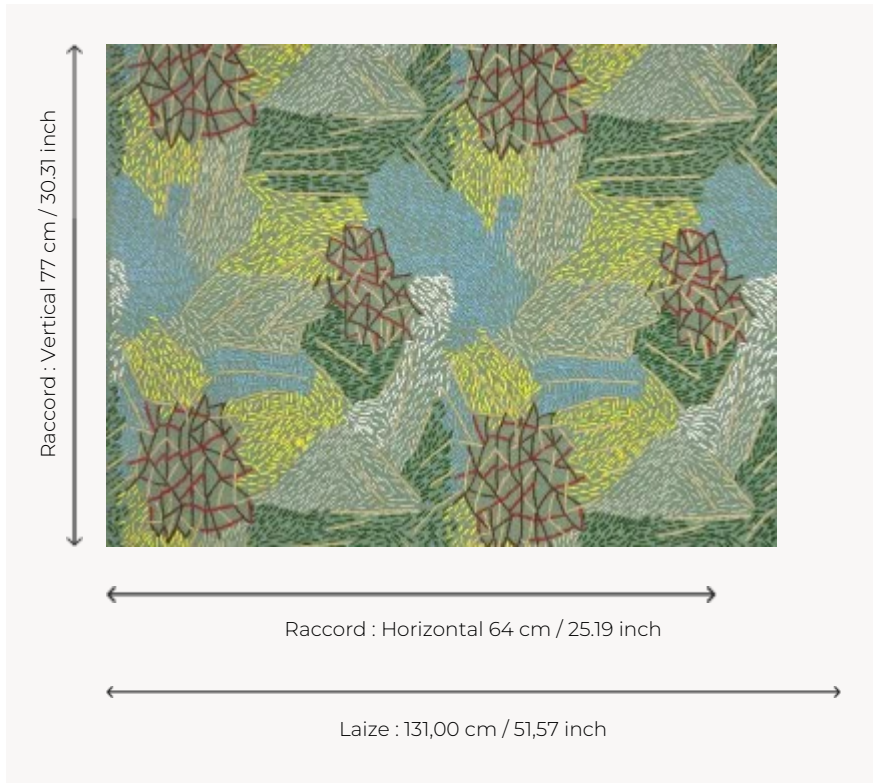 Raccord : Vertical 77 cm / 30.31 inch
Raccord : Horizontal 64 cm / 25.19 inch
Laize : 131,00 cm / 51,57 inch